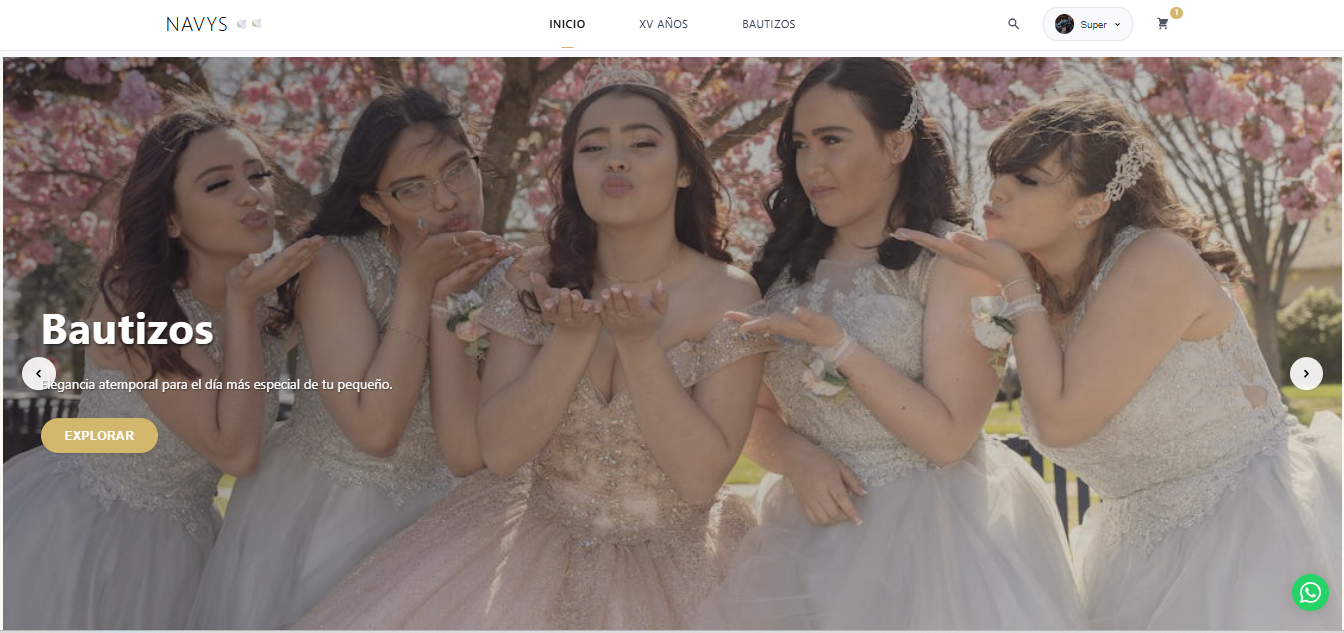 NAVYS
INICIO
XV AÑOS
BAUTIZOS
Super
1
Bautizos
Elegancia atemporal para el día más especial de tu pequeño.
EXPLORAR